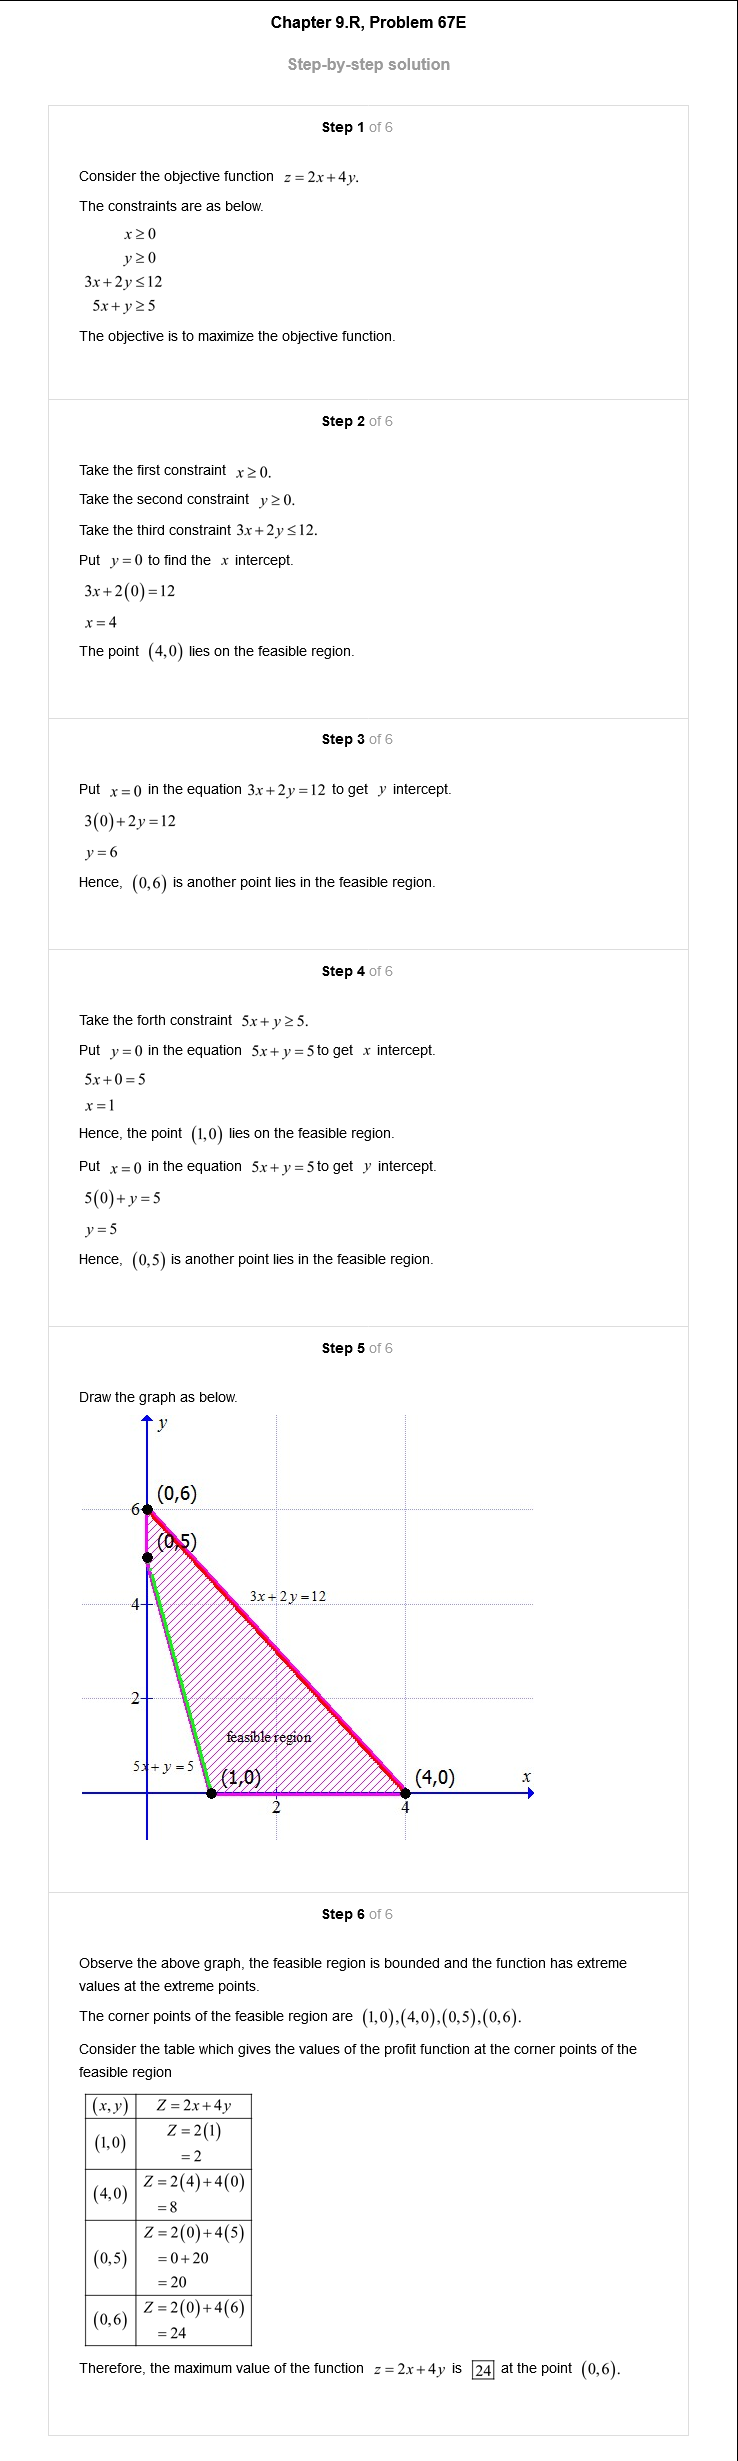 Chapter 9.R, Problem 67E
Step-by-step solution
Step 1 of 6
Consider the objective function z = 2x + 4y.
The constraints are as below.
x ≥ 0
y ≥ 0
3x + 2y ≤ 12
5x + y ≥ 5
The objective is to maximize the objective function.
Step 2 of 6
Take the first constraint x ≥ 0.
Take the second constraint y ≥ 0.
Take the third constraint 3x + 2y ≤ 12.
Put y = 0 to find the x intercept.
3x + 2(0) = 12
x = 4
The point (4,0) lies on the feasible region.
Step 3 of 6
Put x = 0 in the equation 3x + 2y = 12 to get y intercept.
3(0) + 2y = 12
y = 6
Hence, (0,6) is another point lies in the feasible region.
Step 4 of 6
Take the forth constraint 5x + y ≥ 5.
Put y = 0 in the equation 5x + y = 5 to get x intercept.
5x + 0 = 5
x = 1
Hence, the point (1,0) lies on the feasible region.
Put x = 0 in the equation 5x + y = 5 to get y intercept.
5(0) + y = 5
y = 5
Hence, (0,5) is another point lies in the feasible region.
Step 5 of 6
Draw the graph as below.
y
(0,6)
6
(0,5)
3x + 2y = 12
4
2
feasible region
5x + y = 5
(1,0)
(4,0)
x
2
4
Step 6 of 6
Observe the above graph, the feasible region is bounded and the function has extreme
values at the extreme points.
The corner points of the feasible region are (1,0),(4,0),(0,5),(0,6).
Consider the table which gives the values of the profit function at the corner points of the
feasible region
(x,y) Z = 2x + 4y
(1,0) Z = 2(1)
= 2
(4,0) Z = 2(4) + 4(0)
= 8
(0,5) Z = 2(0) + 4(5)
= 0 + 20
= 20
(0,6) Z = 2(0) + 4(6)
= 24
Therefore, the maximum value of the function z = 2x + 4y is 24 at the point (0,6).